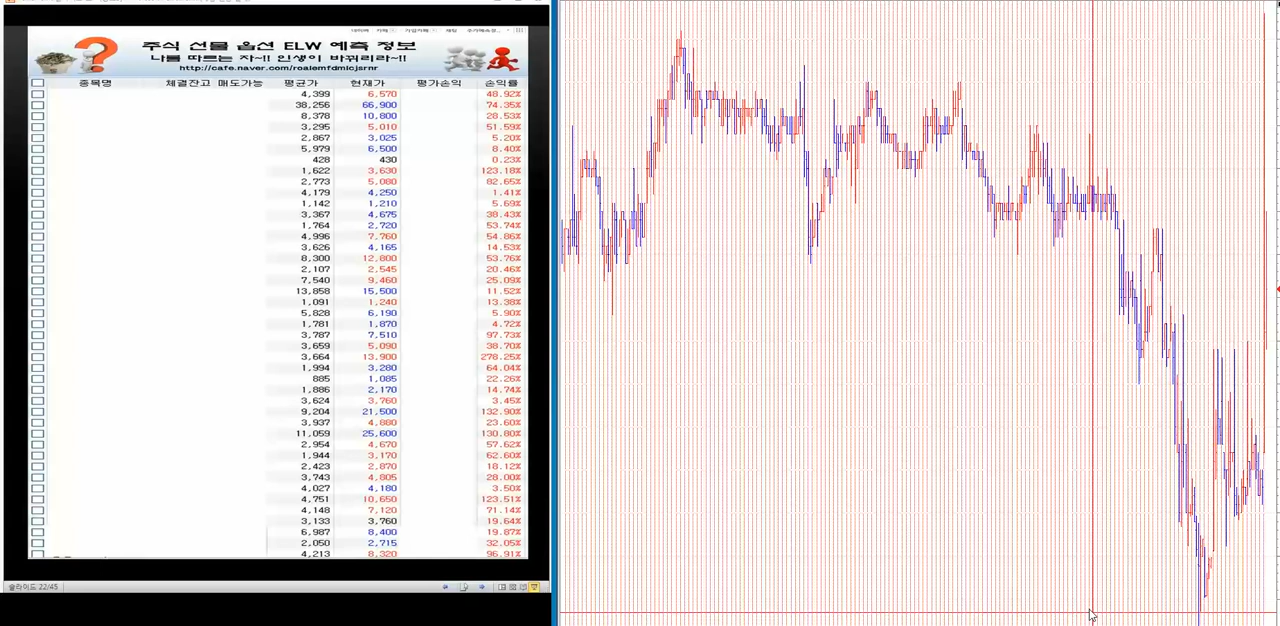 주식 선물 옵션 ELW 예측 정보
나를 따르는 자~!! 인생이 바뀌리라~!!
http://cafe.naver.com/roalemfdmlcjsrnr
종목명 체결잔고 매도가능 평균가 현재가 평가손익 손익률
4,399 6,570 48.92%
38,256 66,900 74.35%
8,378 10,800 28.53%
3,295 5,010 51.59%
2,867 3,025 5.20%
5,979 6,500 8.40%
428 430 0.23%
1,622 3,630 123.18%
2,773 5,080 82.65%
4,179 4,250 1.41%
1,142 1,210 5.69%
3,367 4,675 38.43%
1,764 2,720 53.74%
4,996 7,760 54.86%
3,626 4,165 14.53%
8,300 12,800 53.76%
2,107 2,545 20.46%
7,540 9,460 25.09%
13,858 15,500 11.52%
1,091 1,240 13.38%
5,828 6,190 5.90%
1,781 1,870 4.72%
3,787 7,510 97.73%
3,659 5,090 38.70%
3,664 13,900 278.25%
1,994 3,280 64.04%
885 1,085 22.26%
1,886 2,170 14.74%
3,624 3,760 3.45%
9,204 21,500 132.90%
3,937 4,880 23.60%
11,059 25,600 130.80%
2,954 4,670 57.62%
1,944 3,170 62.60%
2,423 2,870 18.12%
3,743 4,805 28.00%
4,027 4,180 3.50%
4,751 10,650 123.51%
4,148 7,120 71.14%
3,133 3,760 19.64%
6,987 8,400 19.87%
2,050 2,715 32.05%
4,213 8,320 96.91%
슬라이드 22/45